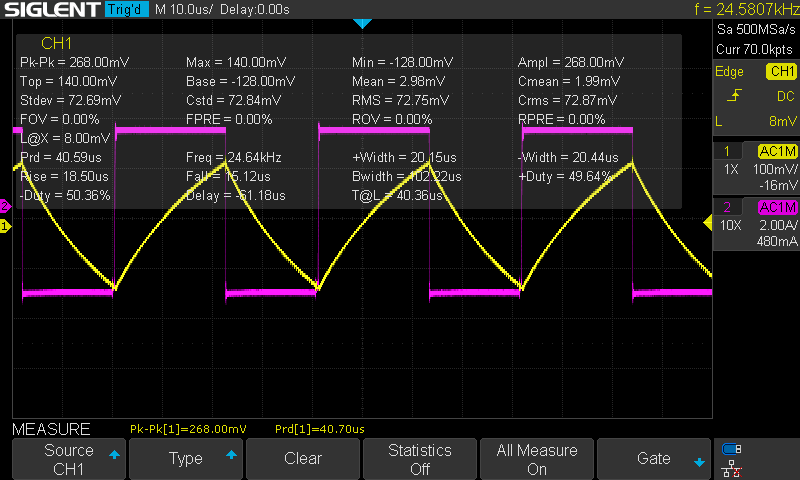 SIGLENT Trig'd M 10.0us/ Delay:0.00s f = 24.5807kHz
Sa 500MSa/s
Curr 70.0kpts
CH1
Pk-Pk = 268.00mV Max = 140.00mV Min = -128.00mV Ampl = 268.00mV
Top = 140.00mV Base = -128.00mV Mean = 2.98mV Cmean = 1.99mV
Stdev = 72.69mV Cstd = 72.84mV RMS = 72.75mV Crms = 72.87mV
FOV = 0.00% FPRE = 0.00% ROV = 0.00% RPRE = 0.00%
L@X = 8.00mV
Prd = 40.59us Freq = 24.64kHz +Width = 20.15us -Width = 20.44us
Rise = 18.50us Fall = 15.12us Bwidth = 102.22us +Duty = 49.64%
-Duty = 50.36% Delay = -61.18us T@L = 40.36us
Edge CH1
DC
L 8mV
1 AC1M
1X 100mV/
-16mV
2 AC1M
10X 2.00A/
480mA
2
1
MEASURE Pk-Pk[1]=268.00mV Prd[1]=40.70us
Source
CH1
Type
Clear
Statistics
Off
All Measure
On
Gate